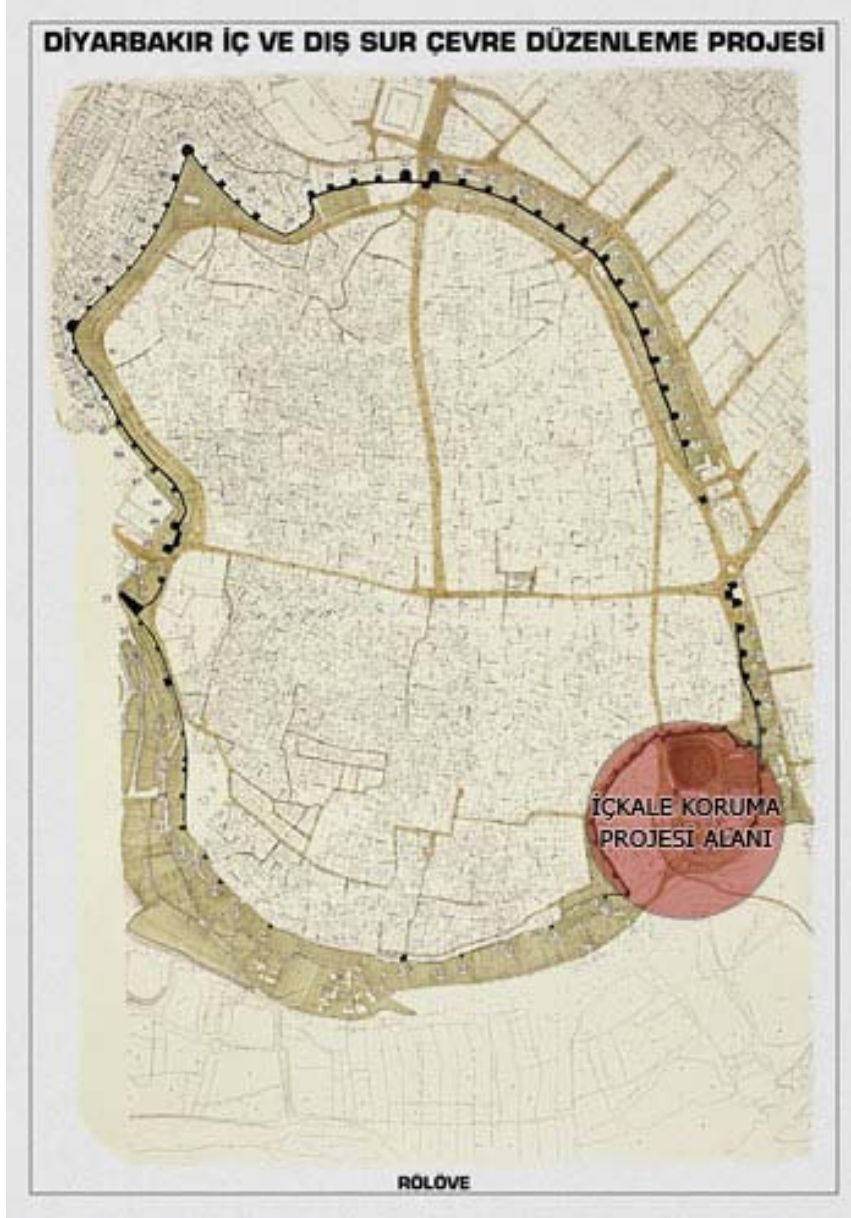 DİYARBAKIR İÇ VE DIŞ SUR ÇEVRE DÜZENLEME PROJESİ
İÇKALE KORUMA
PROJESİ ALANI
RÖLÖVE